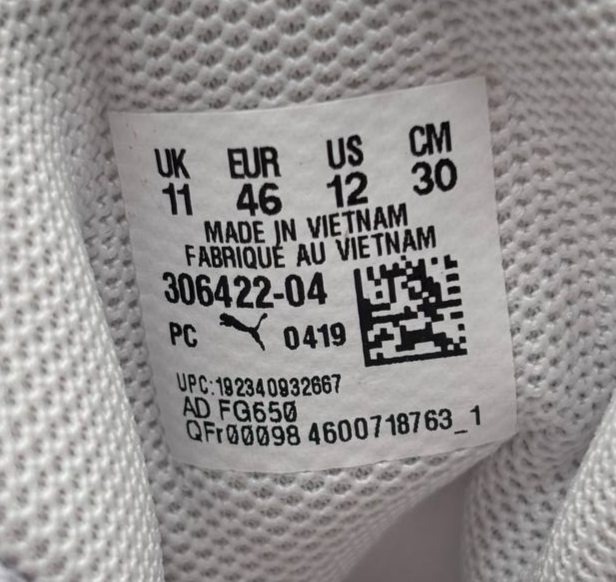 UK EUR US CM
11 46 12 30
MADE IN VIETNAM
FABRIQUÉ AU VIETNAM
306422-04
PC 0419
UPC:192340932667
AD FG650
QFr00098 4600718763_1